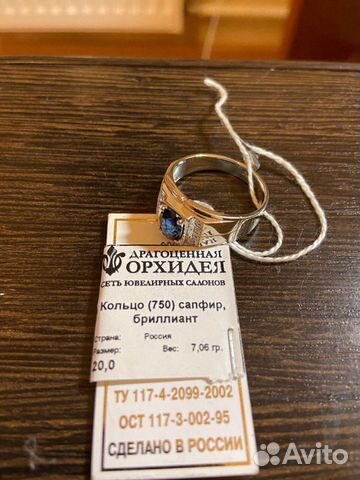 ДРАГОЦЕННАЯ
ОРХИДЕЯ
СЕТЬ ЮВЕЛИРНЫХ САЛОНОВ
Кольцо (750) сапфир,
бриллиант
Страна: Россия
Размер: Вес: 7,06 гр.
20,0
ТУ 117-4-2099-2002
ОСТ 117-3-002-95
СДЕЛАНО В РОССИИ
Avito